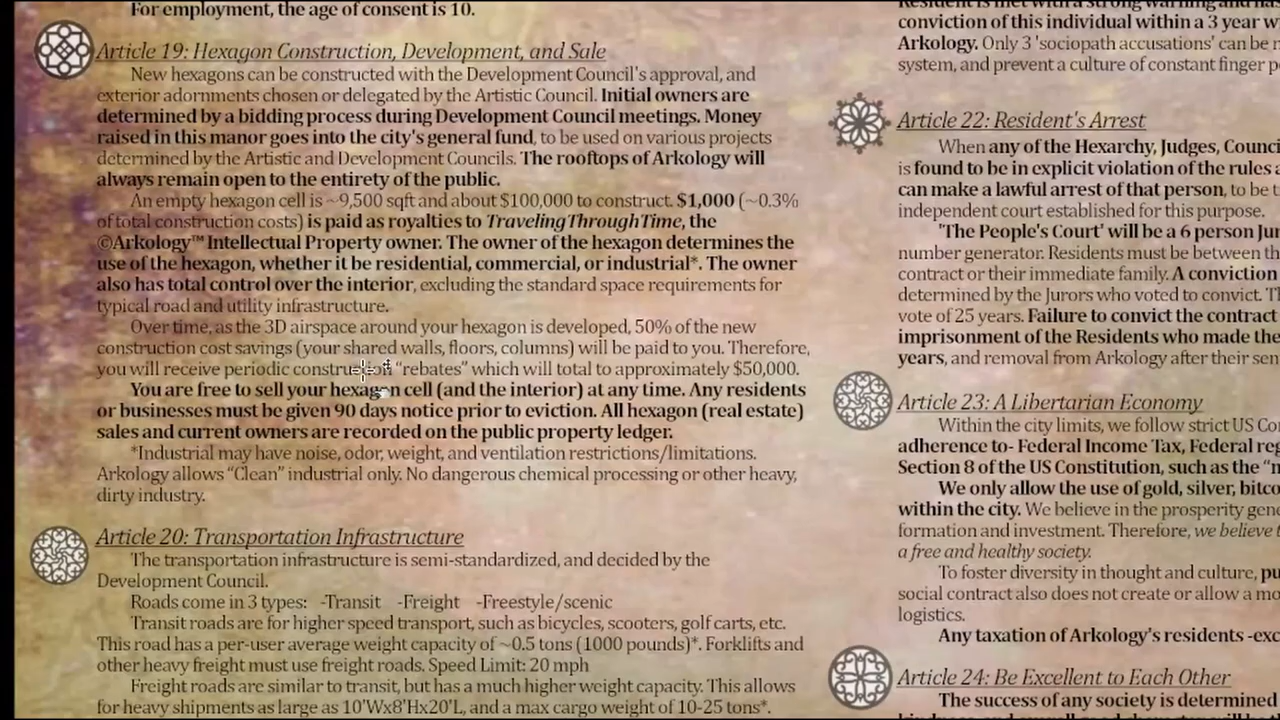 For employment, the age of consent is 10.
Article 19: Hexagon Construction, Development, and Sale
New hexagons can be constructed with the Development Council's approval, and
exterior adornments chosen or delegated by the Artistic Council. Initial owners are
determined by a bidding process during Development Council meetings. Money
raised in this manor goes into the city's general fund, to be used on various projects
determined by the Artistic and Development Councils. The rooftops of Arkology will
always remain open to the entirety of the public.
An empty hexagon cell is ~9,500 sqft and about $100,000 to construct. $1,000 (~0.3%
of total construction costs) is paid as royalties to TravelingThroughTime, the
©Arkology™ Intellectual Property owner. The owner of the hexagon determines the
use of the hexagon, whether it be residential, commercial, or industrial*. The owner
also has total control over the interior, excluding the standard space requirements for
typical road and utility infrastructure.
Over time, as the 3D airspace around your hexagon is developed, 50% of the new
construction cost savings (your shared walls, floors, columns) will be paid to you. Therefore,
you will receive periodic construction "rebates" which will total to approximately $50,000.
You are free to sell your hexagon cell (and the interior) at any time. Any residents
or businesses must be given 90 days notice prior to eviction. All hexagon (real estate)
sales and current owners are recorded on the public property ledger.
*Industrial may have noise, odor, weight, and ventilation restrictions/limitations.
Arkology allows "Clean" industrial only. No dangerous chemical processing or other heavy,
dirty industry.
Article 20: Transportation Infrastructure
The transportation infrastructure is semi-standardized, and decided by the
Development Council.
Roads come in 3 types: -Transit -Freight -Freestyle/scenic
Transit roads are for higher speed transport, such as bicycles, scooters, golf carts, etc.
This road has a per-user average weight capacity of ~0.5 tons (1000 pounds)*. Forklifts and
other heavy freight must use freight roads. Speed Limit: 20 mph
Freight roads are similar to transit, but has a much higher weight capacity. This allows
for heavy shipments as large as 10'Wx8'Hx20'L, and a max cargo weight of 10-25 tons*.
Resident is met with a strong warning and
conviction of this individual within a 3 year
Arkology. Only 3 'sociopath accusations' can be
system, and prevent a culture of constant finger
Article 22: Resident's Arrest
When any of the Hexarchy, Judges,
is found to be in explicit violation of the rules
can make a lawful arrest of that person, to be
independent court established for this purpose.
'The People's Court' will be a 6 person
number generator. Residents must be between
contract or their immediate family. A conviction
determined by the Jurors who voted to convict.
vote of 25 years. Failure to convict the contract
imprisonment of the Residents who made the
years, and removal from Arkology after their
Article 23: A Libertarian Economy
Within the city limits, we follow strict US
adherence to- Federal Income Tax, Federal
Section 8 of the US Constitution, such as the
We only allow the use of gold, silver,
within the city. We believe in the prosperity
formation and investment. Therefore, we believe
a free and healthy society.
To foster diversity in thought and culture,
social contract also does not create or allow a
logistics.
Any taxation of Arkology's residents
Article 24: Be Excellent to Each Other
The success of any society is determined